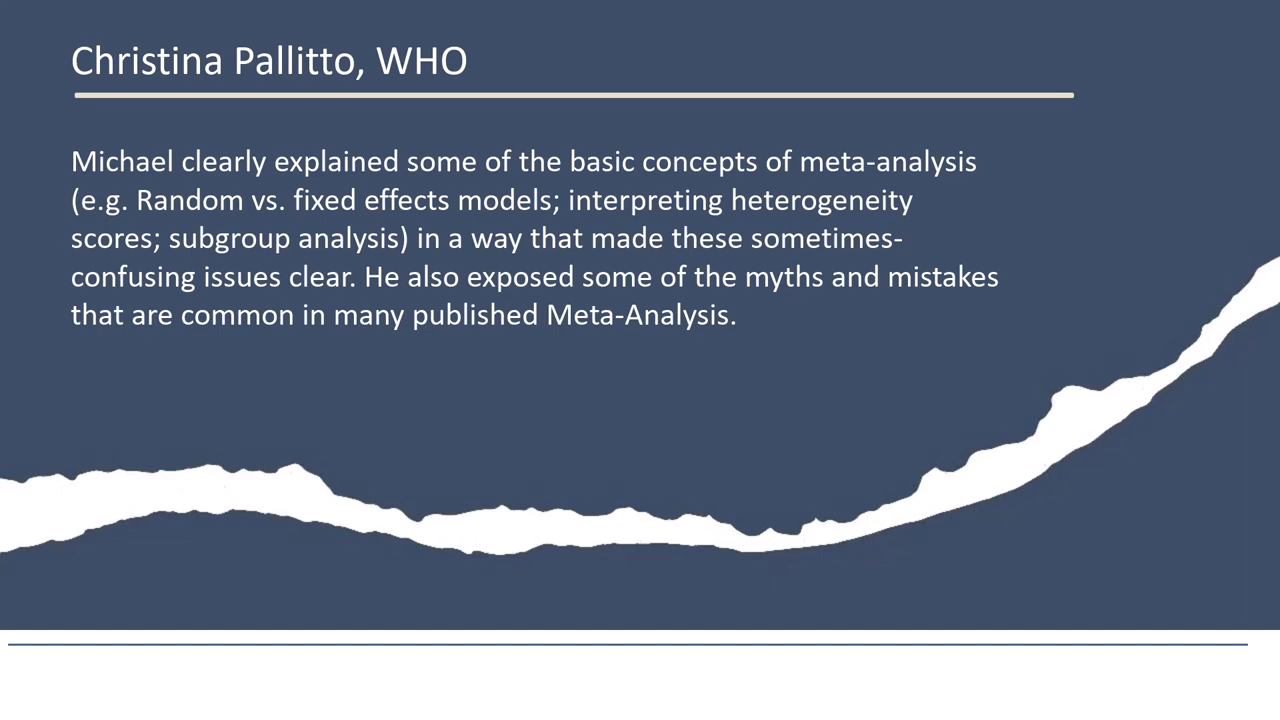 Christina Pallitto, WHO
Michael clearly explained some of the basic concepts of meta-analysis
(e.g. Random vs. fixed effects models; interpreting heterogeneity
scores; subgroup analysis) in a way that made these sometimes-
confusing issues clear. He also exposed some of the myths and mistakes
that are common in many published Meta-Analysis.